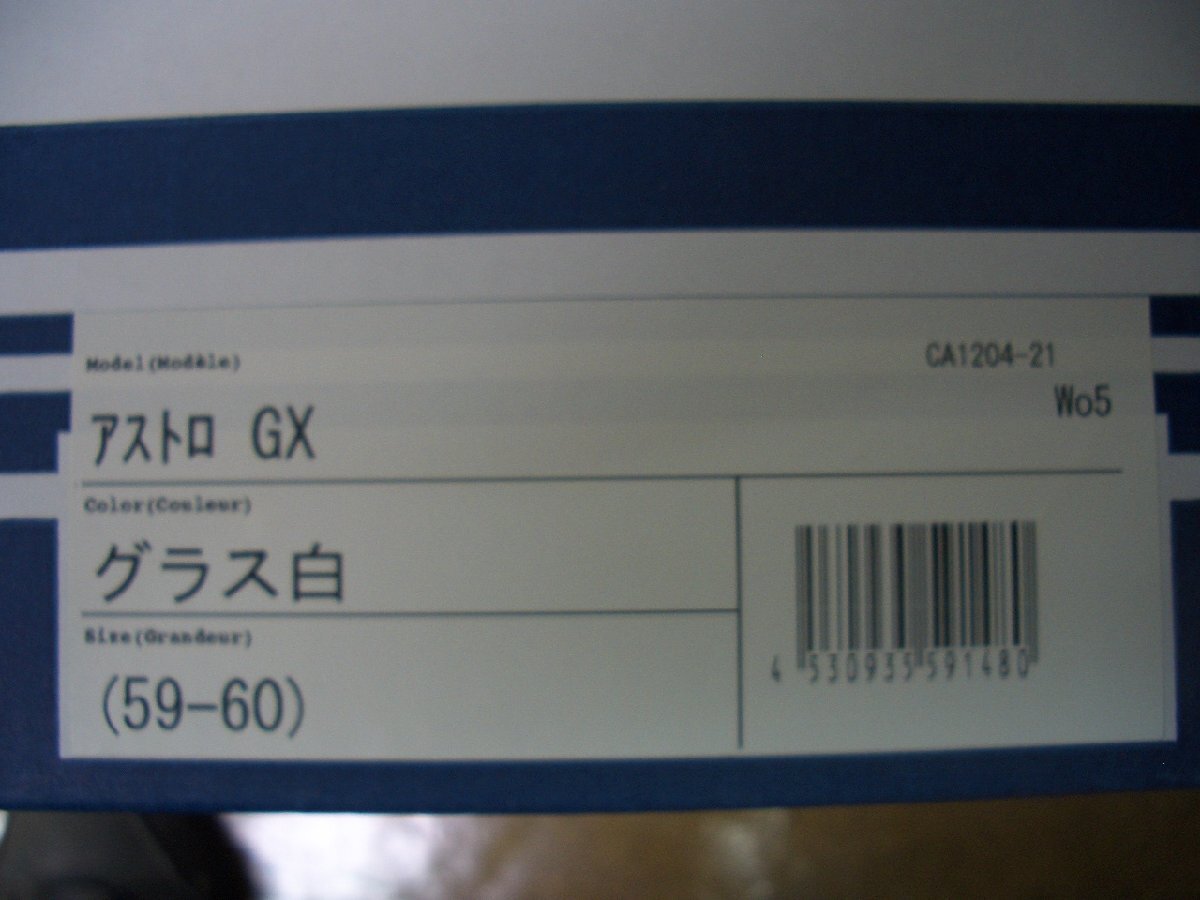 Model(Modèle)
CA1204-21
アストロ GX
Wo5
Color(Couleur)
グラス白
Size(Grandeur)
(59-60)
4 530935 591480